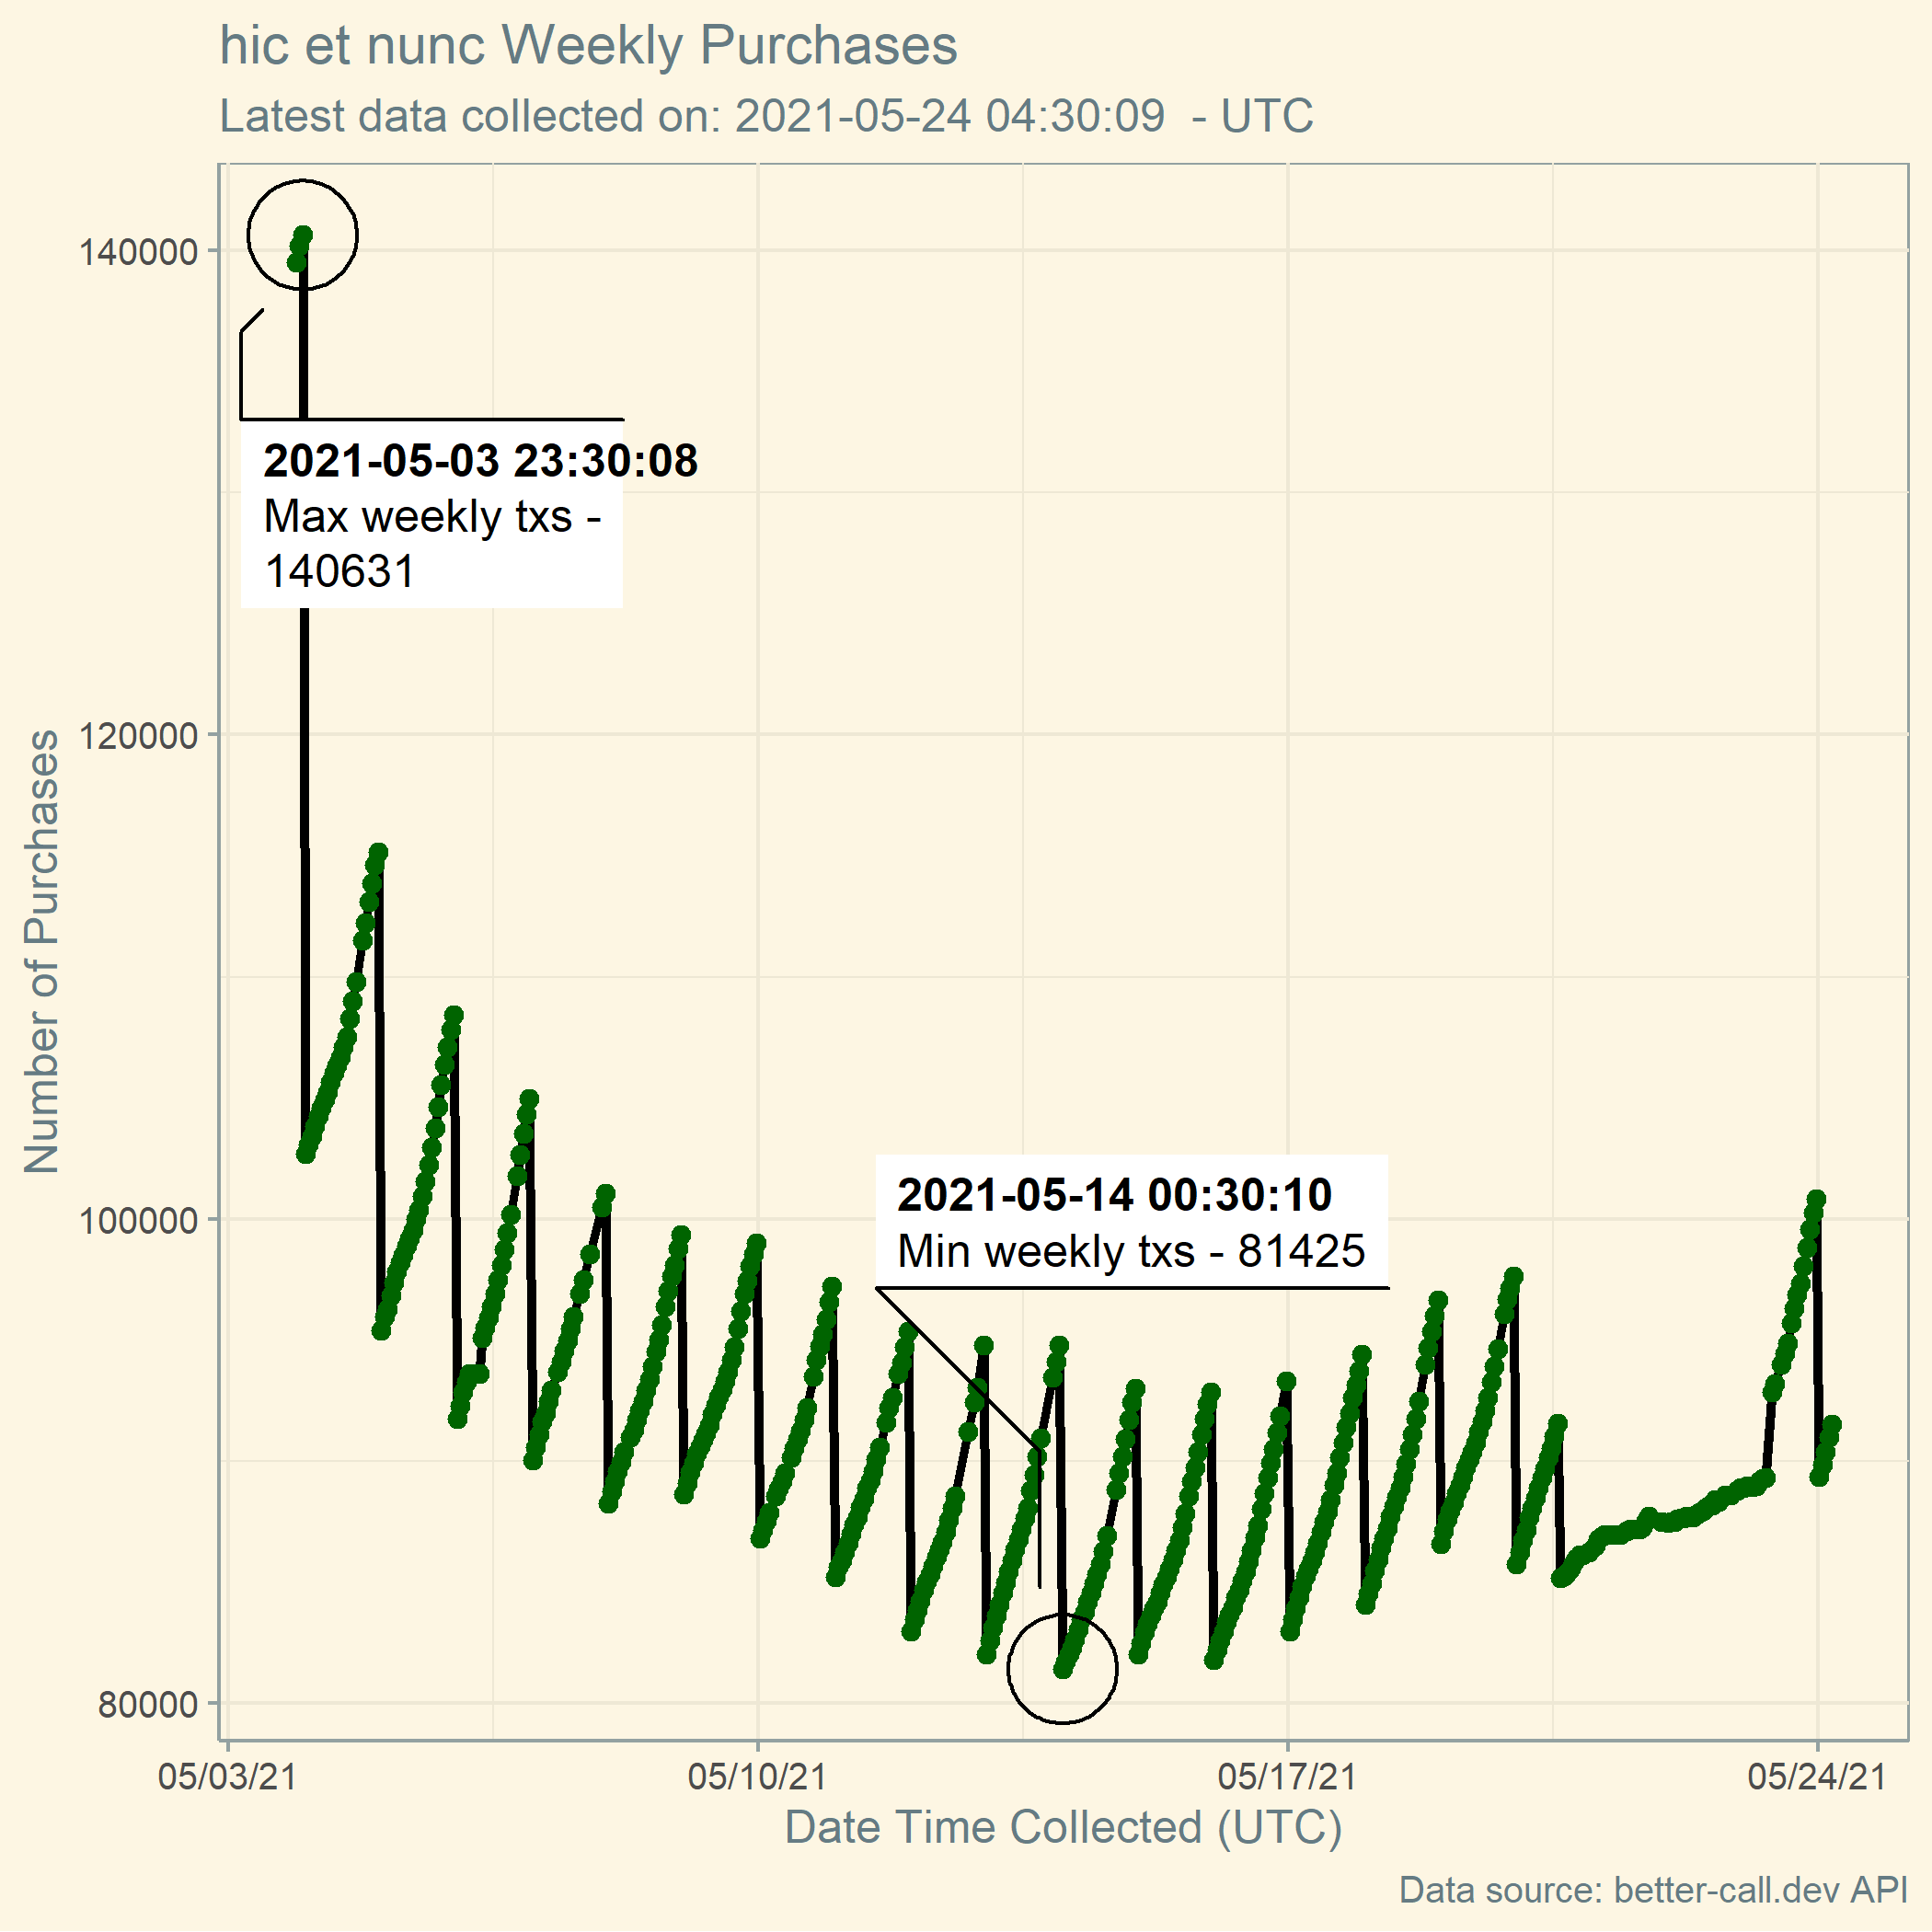 hic et nunc Weekly Purchases
Latest data collected on: 2021-05-24 04:30:09  - UTC
140000
120000
100000
80000
Number of Purchases
2021-05-03 23:30:08
Max weekly txs -
140631
2021-05-14 00:30:10
Min weekly txs - 81425
05/03/21
05/10/21
05/17/21
05/24/21
Date Time Collected (UTC)
Data source: better-call.dev API